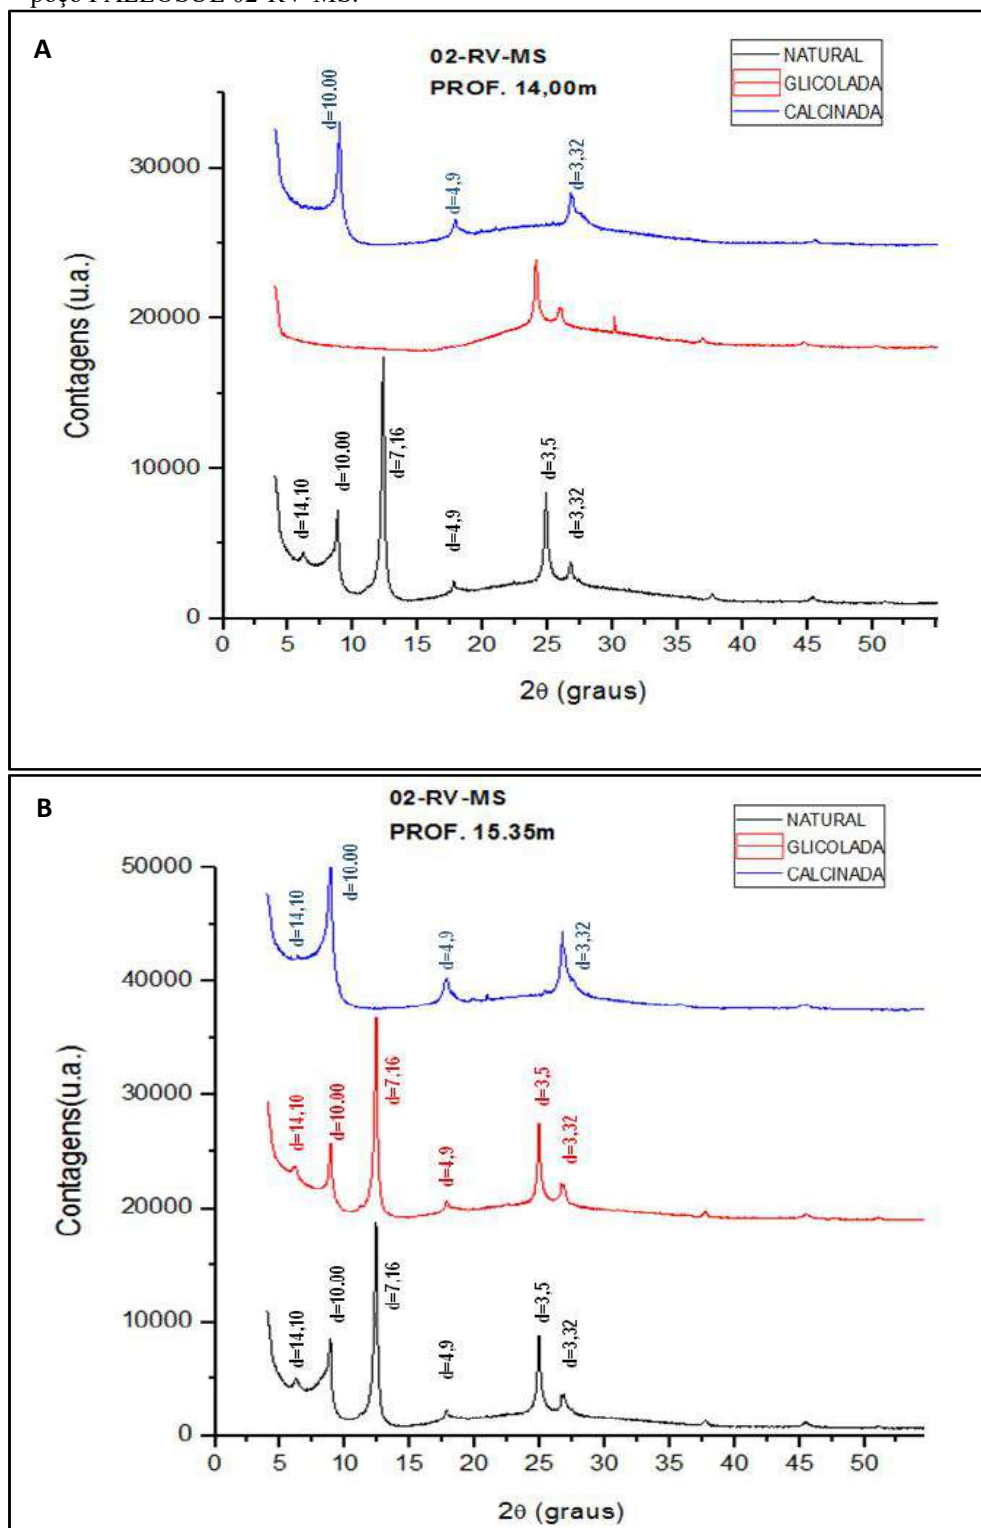 poço PALEOSUL-02-RV-MS.
A
02-RV-MS
PROF. 14,00m
NATURAL
GLICOLADA
CALCINADA
Contagens (u.a.)
30000
20000
10000
0
d=10.00
d=4,9
d=3,32
d=14,10
d=10.00
d=7,16
d=4,9
d=3,5
d=3,32
0 5 10 15 20 25 30 35 40 45 50
2θ (graus)
B
02-RV-MS
PROF. 15.35m
NATURAL
GLICOLADA
CALCINADA
Contagens(u.a.)
50000
40000
30000
20000
10000
0
d=14,10
d=10.00
d=4,9
d=3,32
d=14,10
d=10.00
d=7,16
d=4,9
d=3,5
d=3,32
d=14,10
d=10.00
d=7,16
d=4,9
d=3,5
d=3,32
0 5 10 15 20 25 30 35 40 45 50
2θ (graus)